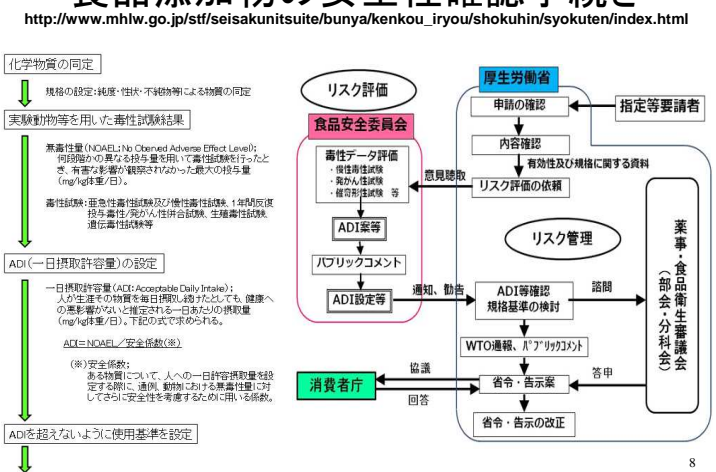 食品添加物の安全性確認手続き
http://www.mhlw.go.jp/stf/seisakunitsuite/bunya/kenkou_iryou/shokuhin/syokuten/index.html
化学物質の同定
規格の設定:純度・性状・不純物等による物質の同定
実験動物等を用いた毒性試験結果
無毒性量(NOAEL:No Oberved Adverse Effect Level);
何段階かの異なる投与量を用いて毒性試験を行ったと
き、有害な影響が観察されなかった最大の投与量
(mg/kg体重/日)。
毒性試験:亜急性毒性試験及び慢性毒性試験、1年間反復
投与毒性/発がん性併合試験、生殖毒性試験、
遺伝毒性試験等
ADI(一日摂取許容量)の設定
一日摂取許容量(ADI:Acceptable Daily Intake);
人が生涯その物質を毎日摂取し続けたとしても、健康へ
の悪影響がないと推定される一日あたりの摂取量
(mg/kg体重/日)。下記の式で求められる。
ADI=NOAEL/安全係数(※)
(※)安全係数;
ある物質について、人への一日許容摂取量を設
定する際に、通例、動物における無毒性量に対
してさらに安全性を考慮するために用いる係数。
ADIを超えないように使用基準を設定
リスク評価
食品安全委員会
毒性データ評価
・慢性毒性試験
・発がん性試験
・催奇形性試験 等
ADI案等
パブリックコメント
ADI設定等
意見聴取
通知、勧告
厚生労働省
申請の確認
指定等要請者
内容確認
有効性及び規格に関する資料
リスク評価の依頼
リスク管理
ADI等確認
規格基準の検討
諮問
WTO通報、パブリックコメント
薬事・食品衛生審議会
(部会・分科会)
消費者庁
協議
回答
省令・告示案
答申
省令・告示の改正
8